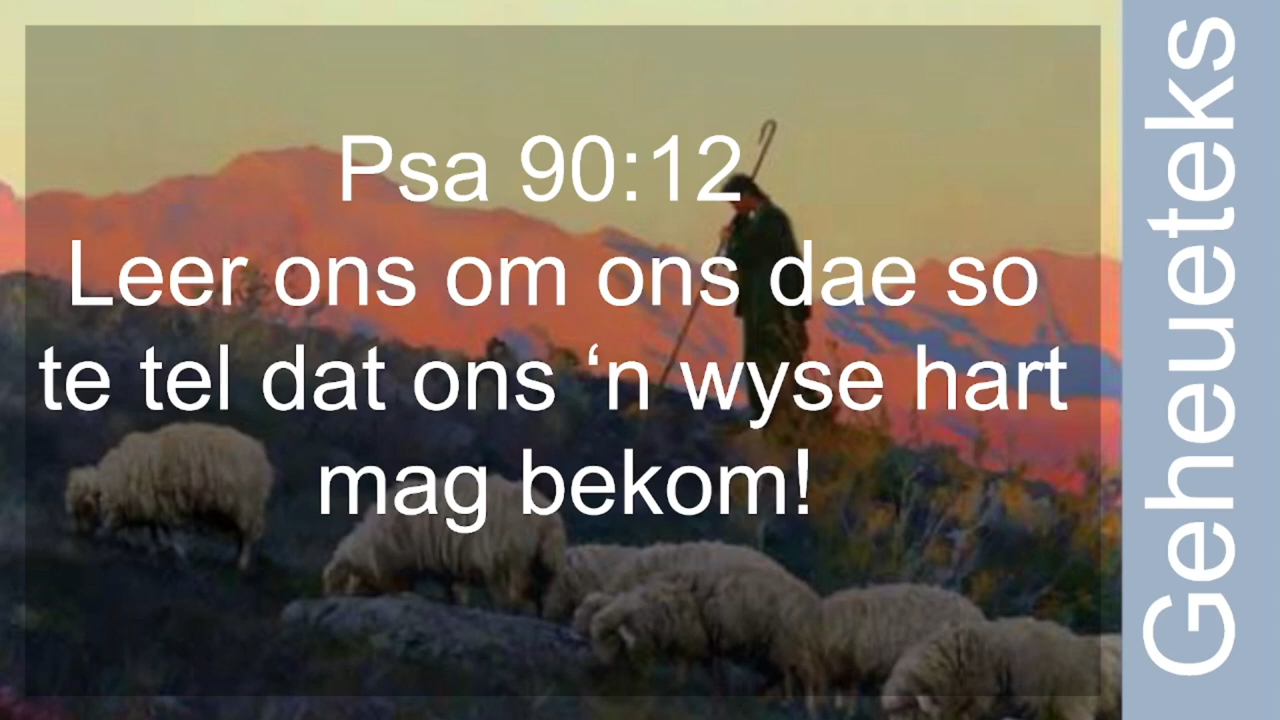 Psa 90:12
Leer ons om ons dae so
te tel dat ons ‘n wyse hart
mag bekom!
Geheueteks